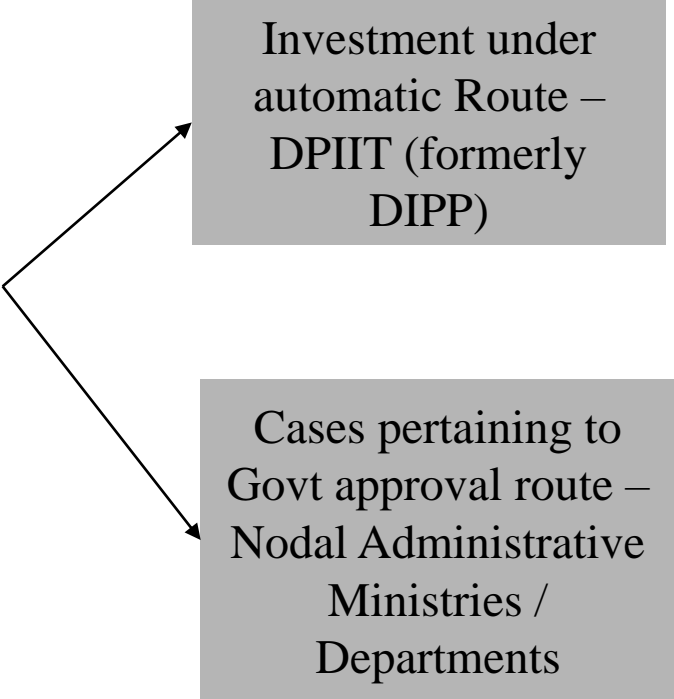 Investment under
automatic Route –
DPIIT (formerly
DIPP)
Cases pertaining to
Govt approval route –
Nodal Administrative
Ministries /
Departments